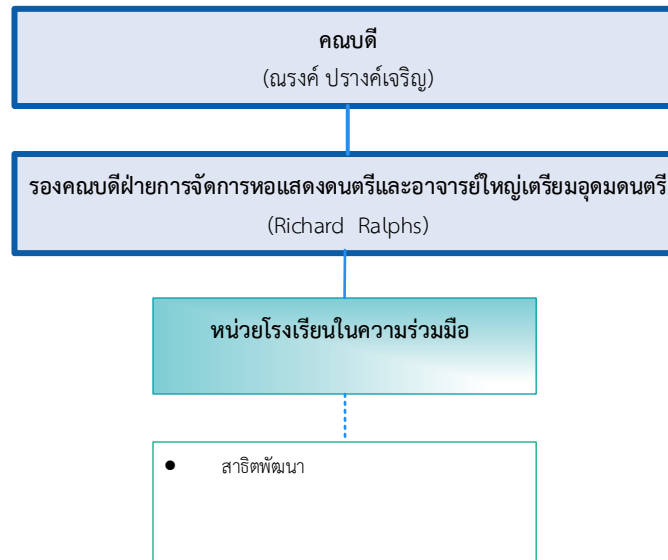 คณบดี
(ณรงค์ ปรางค์เจริญ)
รองคณบดีฝ่ายการจัดการหอแสดงดนตรีและอาจารย์ใหญ่เตรียมอุดมดนตรี
(Richard Ralphs)
หน่วยโรงเรียนในความร่วมมือ
● สาธิตพัฒนา